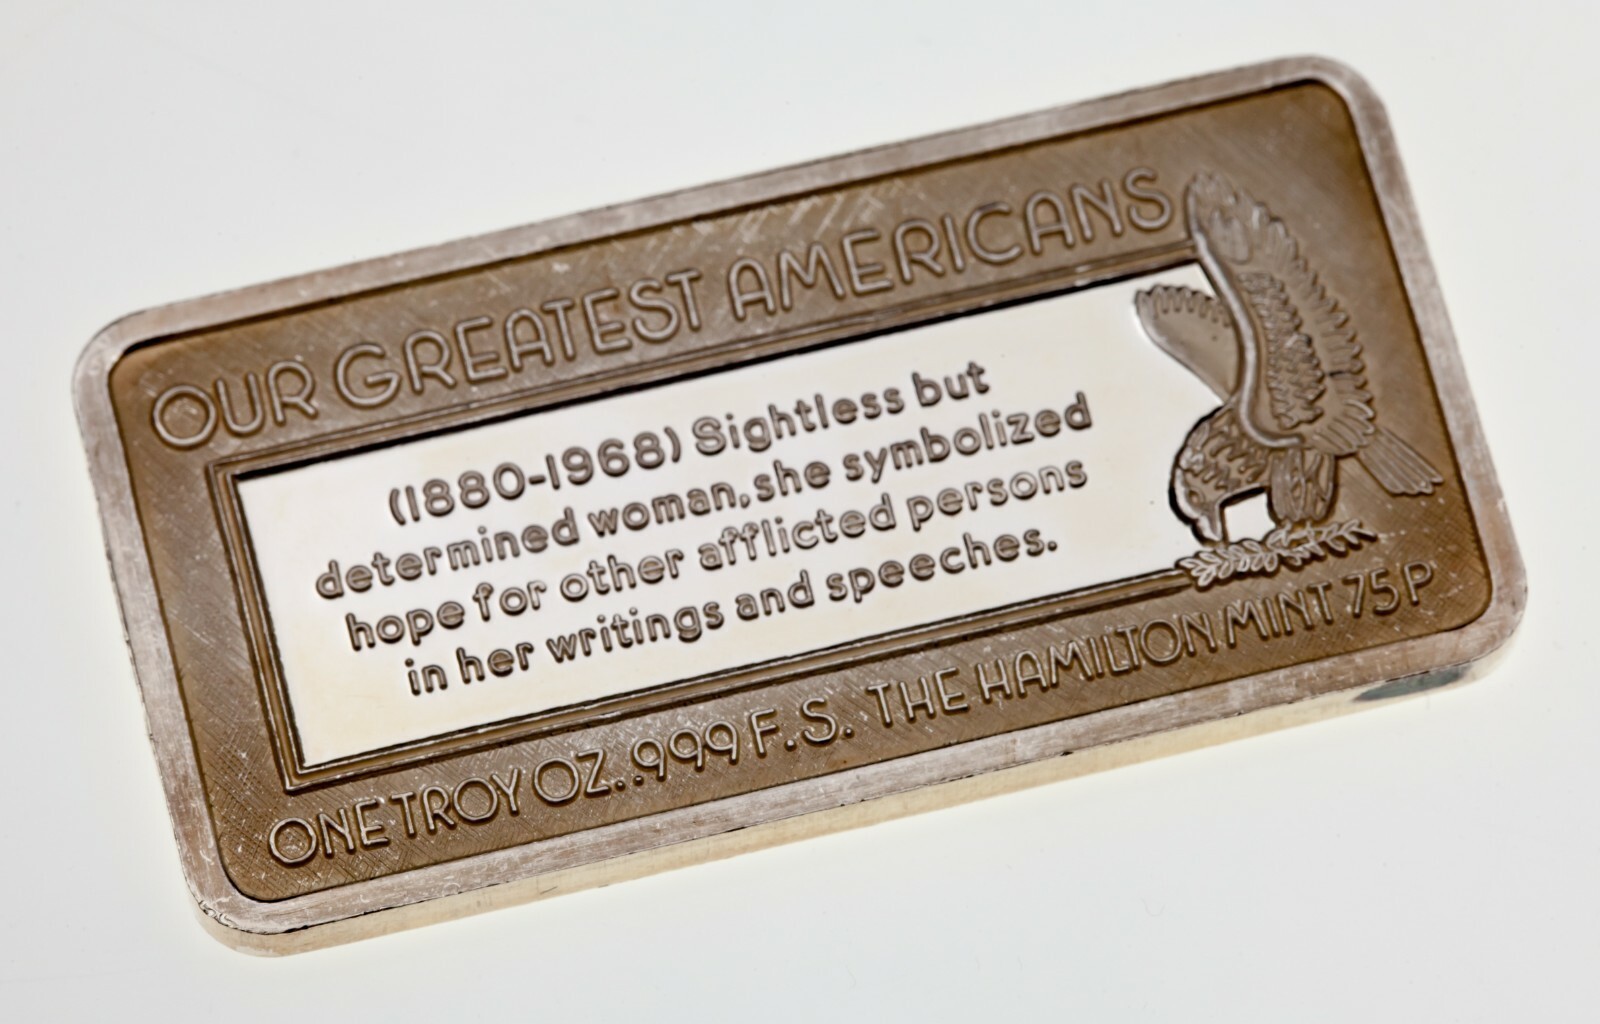 OUR GREATEST AMERICANS
(1880-1968) Sightless but
determined woman, she symbolized
hope for other afflicted persons
in her writings and speeches.
ONE TROY OZ. .999 F.S. THE HAMILTON MINT 75P